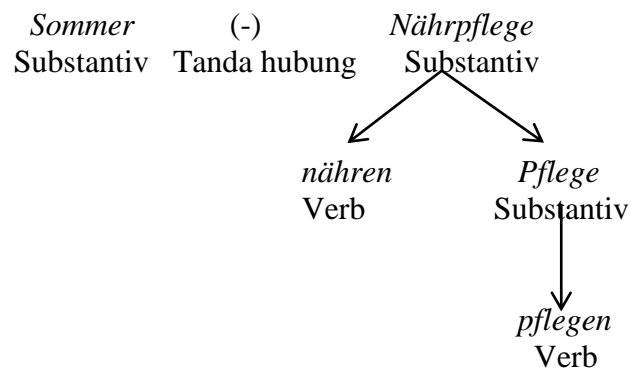 Sommer (-) Nährpflege
Substantiv Tanda hubung Substantiv
nähren Pflege
Verb Substantiv
pflegen
Verb